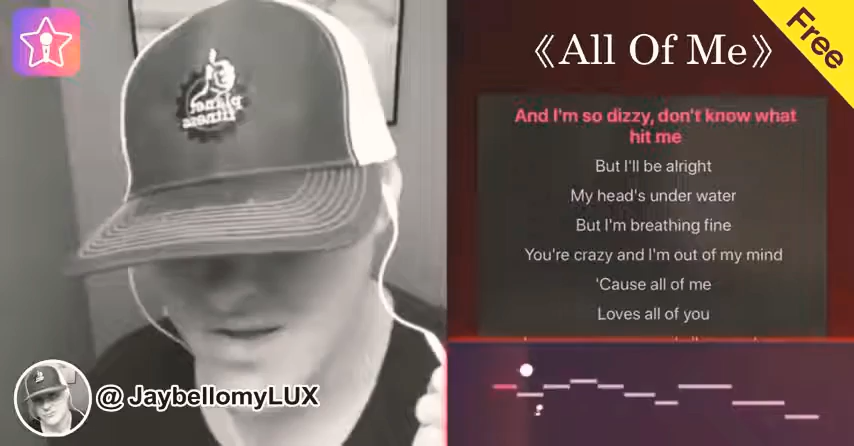 《All Of Me》
Free
And I'm so dizzy, don't know what
hit me
But I'll be alright
My head's under water
But I'm breathing fine
You're crazy and I'm out of my mind
'Cause all of me
Loves all of you
planet
fitness
@ JaybellomyLUX